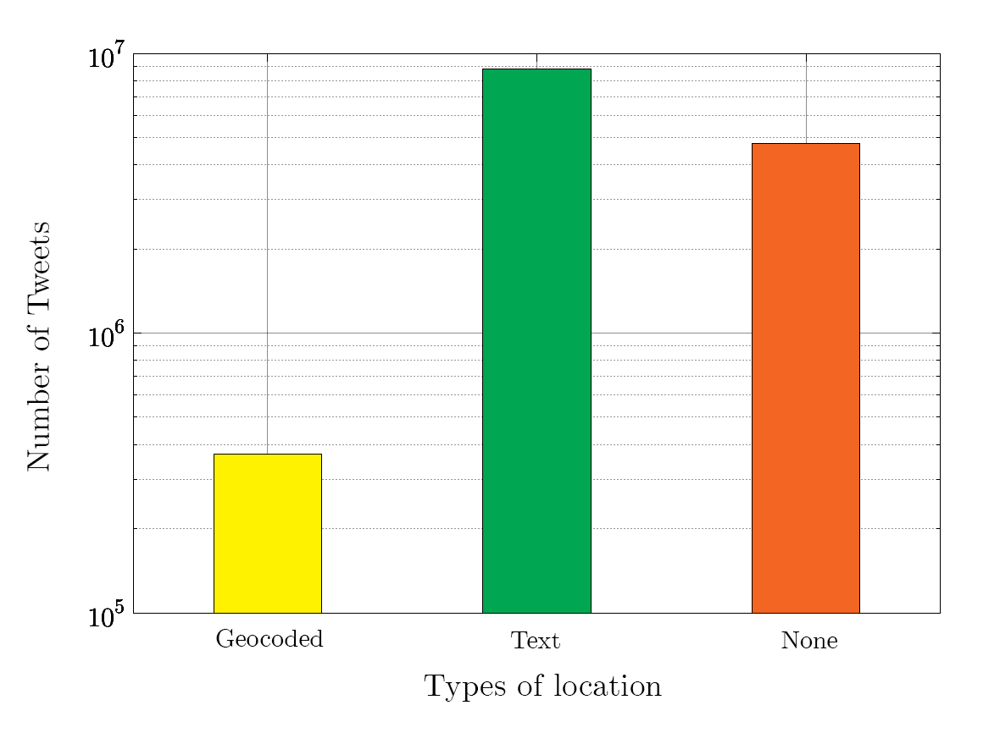 10^7
10^6
10^5
Number of Tweets
Geocoded Text None
Types of location